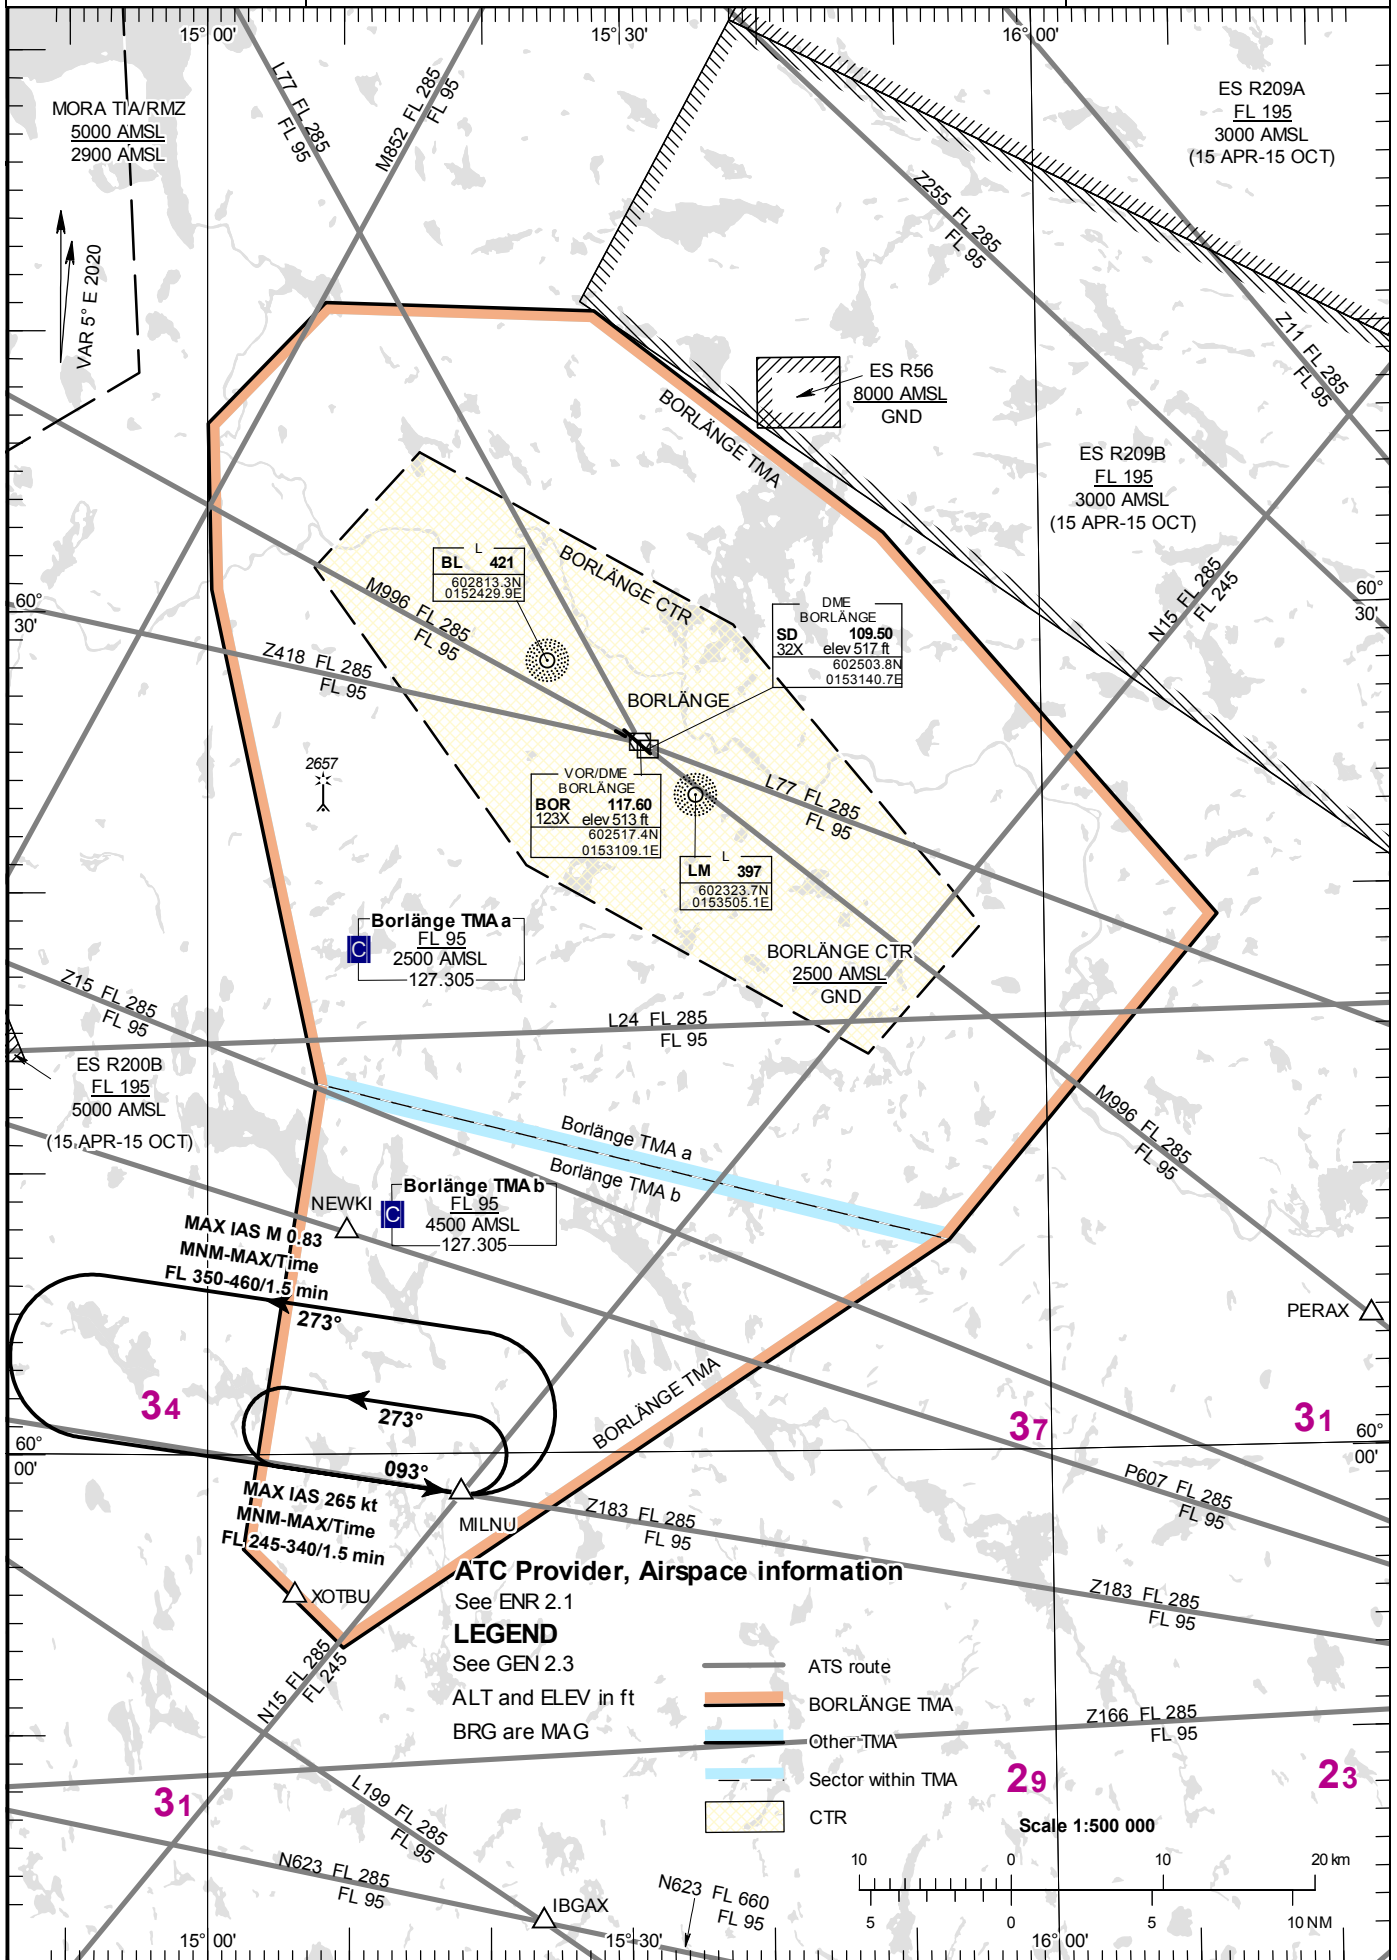 15° 00'
15° 30'
16° 00'
MORA TIA/RMZ
5000 AMSL
2900 AMSL
L77 FL 285
FL 95
M852 FL 285
FL 95
ES R209A
FL 195
3000 AMSL
(15 APR-15 OCT)
Z255 FL 285
FL 95
VAR 5° E 2020
Z11 FL 285
FL 95
ES R56
8000 AMSL
GND
BORLÄNGE TMA
ES R209B
FL 195
3000 AMSL
(15 APR-15 OCT)
L
BL 421
602813.3N
0152429.9E
BORLÄNGE CTR
M996 FL 285
FL 95
N15 FL 285
FL 245
60°
30'
60°
30'
DME
BORLÄNGE
SD 109.50
32X elev 517 ft
602503.8N
0153140.7E
Z418 FL 285
FL 95
BORLÄNGE
2657
VOR/DME
BORLÄNGE
BOR 117.60
123X elev 513 ft
602517.4N
0153109.1E
L77 FL 285
FL 95
L
LM 397
602323.7N
0153505.1E
Borlänge TMA a
C
FL 95
2500 AMSL
127.305
BORLÄNGE CTR
2500 AMSL
GND
Z15 FL 285
FL 95
L24 FL 285
FL 95
ES R200B
FL 195
5000 AMSL
(15 APR-15 OCT)
M996 FL 285
FL 95
Borlänge TMA a
Borlänge TMA b
NEWKI
Borlänge TMA b
C
FL 95
4500 AMSL
127.305
MAX IAS M 0.83
MNM-MAX/Time
FL 350-460/1.5 min
273°
PERAX
BORLÄNGE TMA
34
273°
37
31
60°
00'
60°
00'
093°
P607 FL 285
FL 95
MAX IAS 265 kt
MNM-MAX/Time
FL 245-340/1.5 min
MILNU
Z183 FL 285
FL 95
XOTBU
Z183 FL 285
FL 95
ATC Provider, Airspace information
See ENR 2.1
LEGEND
See GEN 2.3
ALT and ELEV in ft
BRG are MAG
ATS route
BORLÄNGE TMA
Other TMA
Sector within TMA
CTR
N15 FL 285
FL 245
Z166 FL 285
FL 95
31
29
23
L199 FL 285
FL 95
Scale 1:500 000
10 0 10 20 km
5 0 5 10 NM
N623 FL 285
FL 95
N623 FL 660
FL 95
IBGAX
15° 00'
15° 30'
16° 00'